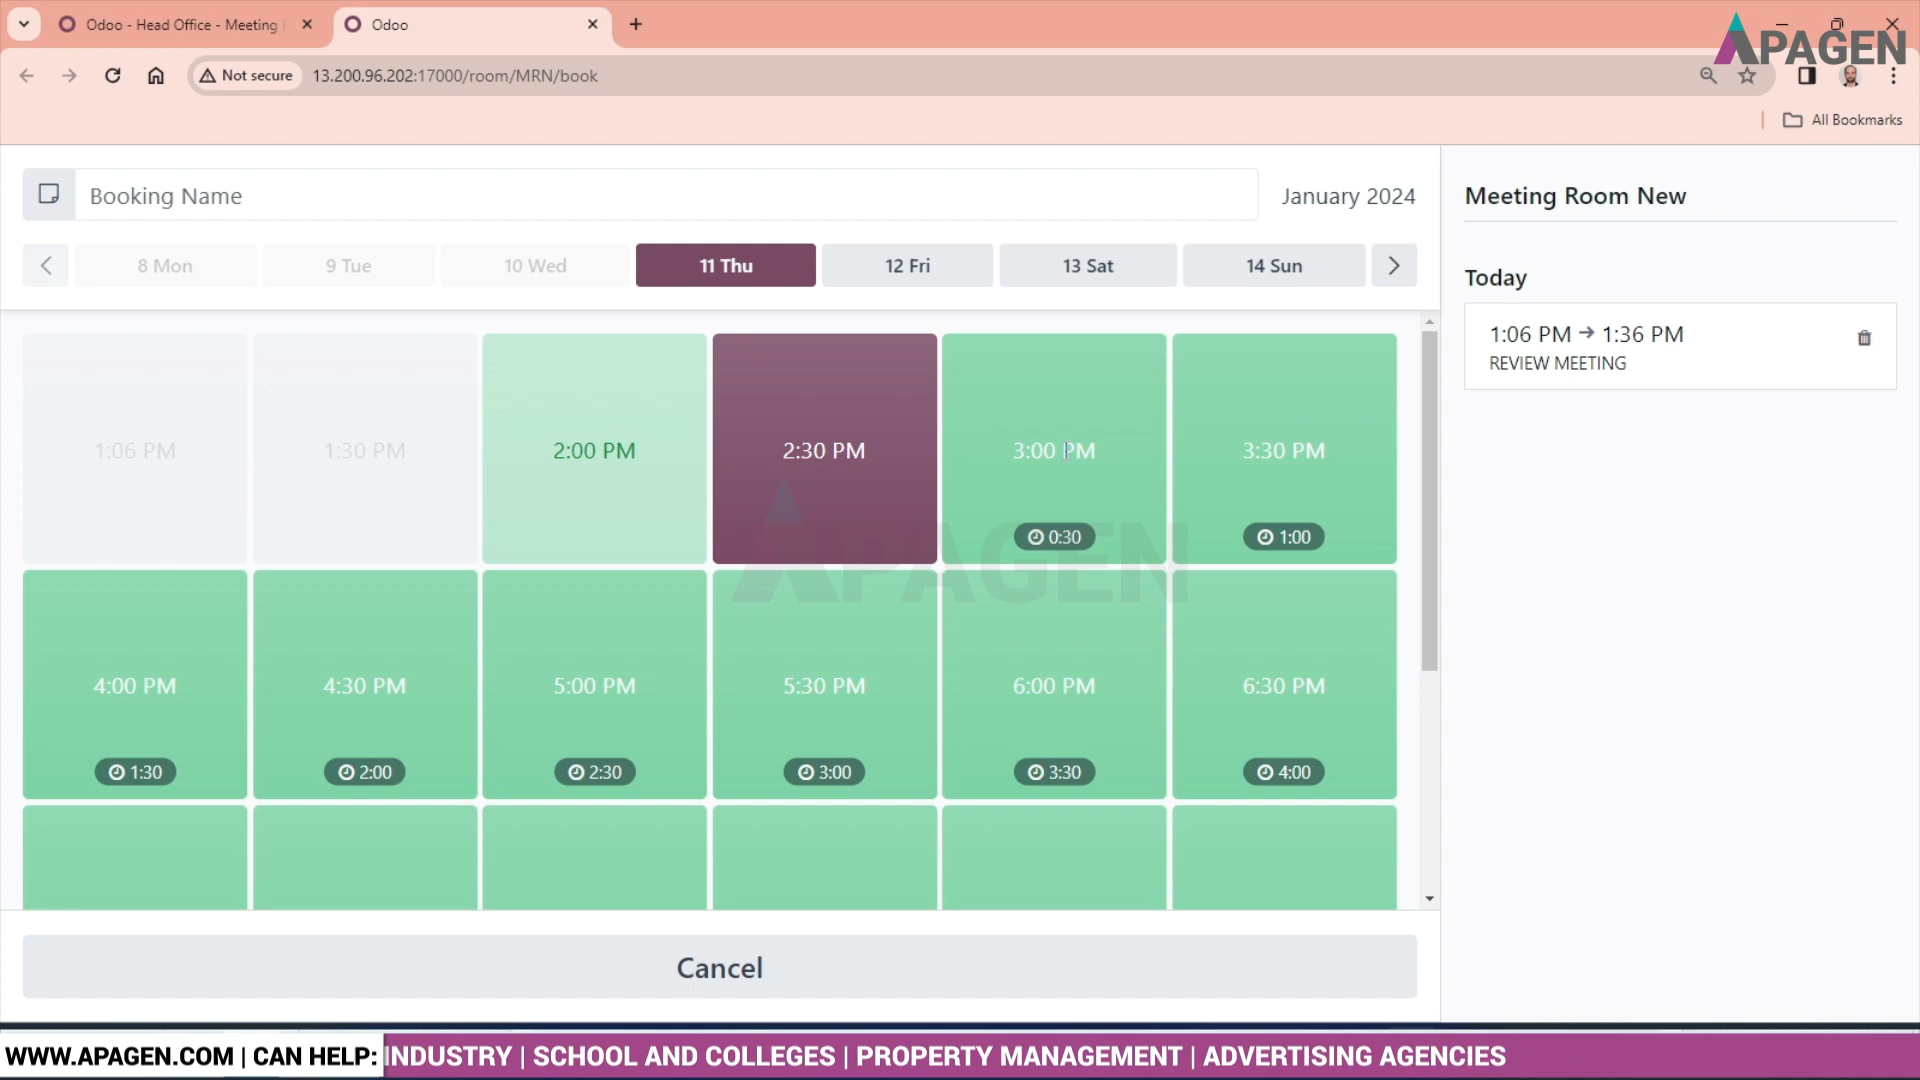 Odoo - Head Office - Meeting
Odoo
APAGEN
Not secure
13.200.96.202:17000/room/MRN/book
All Bookmarks
Booking Name
January 2024
8 Mon
9 Tue
10 Wed
11 Thu
12 Fri
13 Sat
14 Sun
1:06 PM
1:30 PM
2:00 PM
2:30 PM
3:00 PM
3:30 PM
0:30
1:00
APAGEN
4:00 PM
4:30 PM
5:00 PM
5:30 PM
6:00 PM
6:30 PM
1:30
2:00
2:30
3:00
3:30
4:00
Cancel
Meeting Room New
Today
1:06 PM → 1:36 PM
REVIEW MEETING
WWW.APAGEN.COM | CAN HELP: INDUSTRY | SCHOOL AND COLLEGES | PROPERTY MANAGEMENT | ADVERTISING AGENCIES